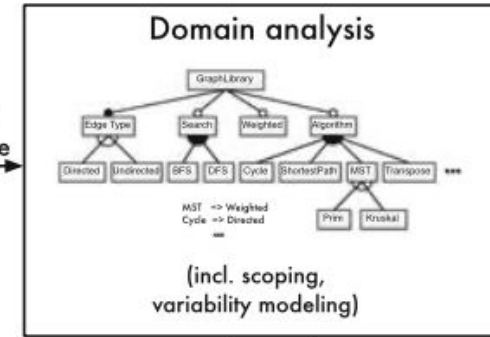 Domain analysis
GraphLibrary
Edge Type Search Weighted Algorithm
e
Directed Undirected BFS DFS Cycle ShortestPath MST Transpose
MST => Weighted
Cycle => Directed
Prim Kruskal
(incl. scoping,
variability modeling)